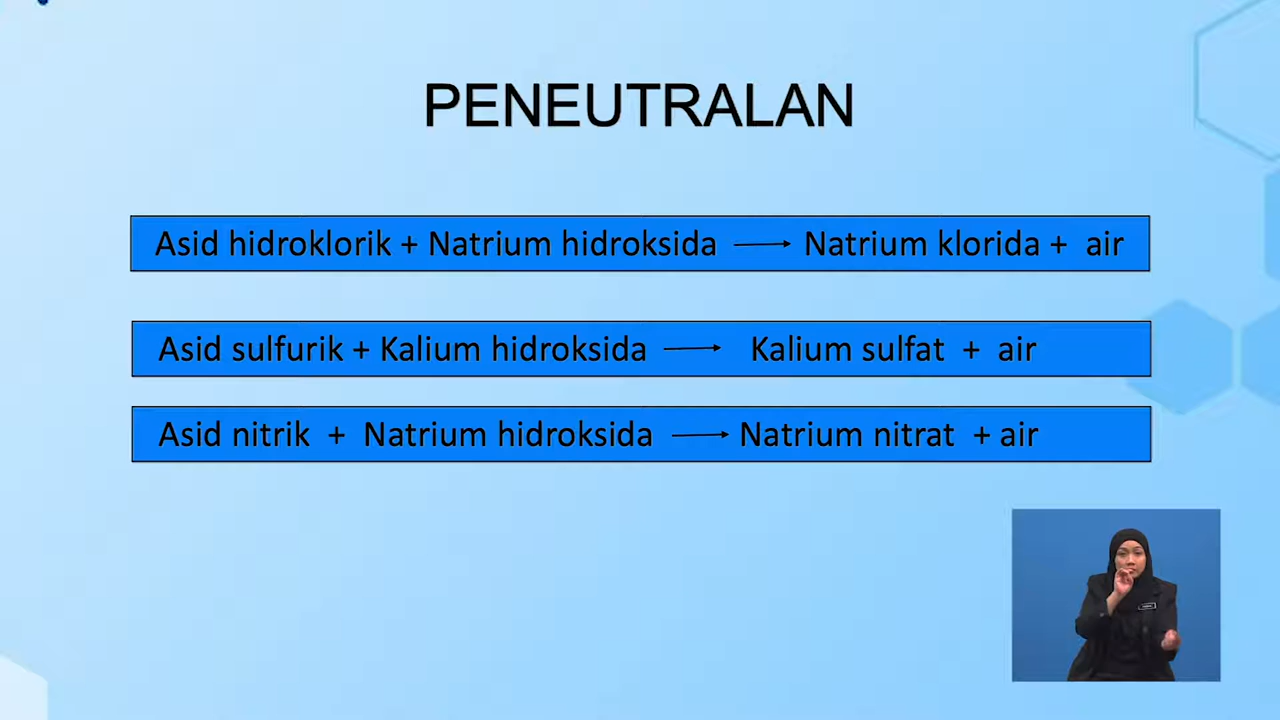 PENEUTRALAN
Asid hidroklorik + Natrium hidroksida ⟶ Natrium klorida + air
Asid sulfurik + Kalium hidroksida ⟶ Kalium sulfat + air
Asid nitrik + Natrium hidroksida ⟶ Natrium nitrat + air